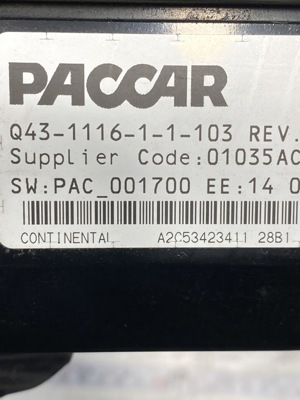 PACCAR
Q43-1116-1-1-103 REV.
Supplier Code:01035AC
SW:PAC_001700 EE:14 0
CONTINENTAL A2C53423411 28B1